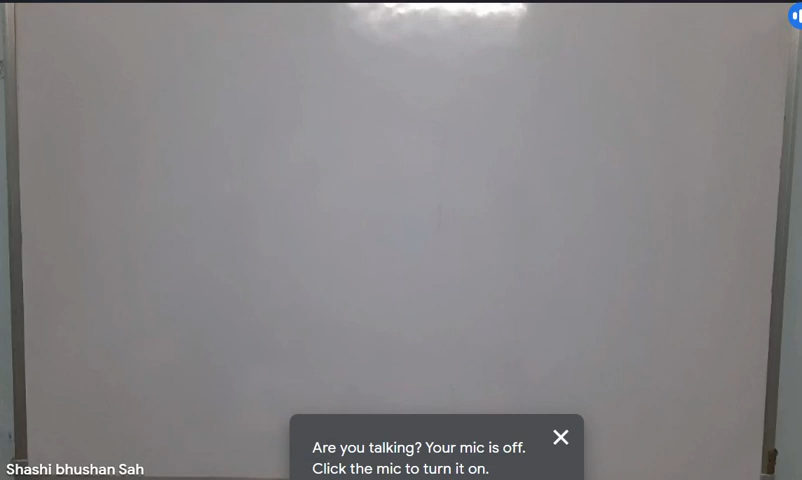 Are you talking? Your mic is off.
Click the mic to turn it on.
Shashi bhushan Sah